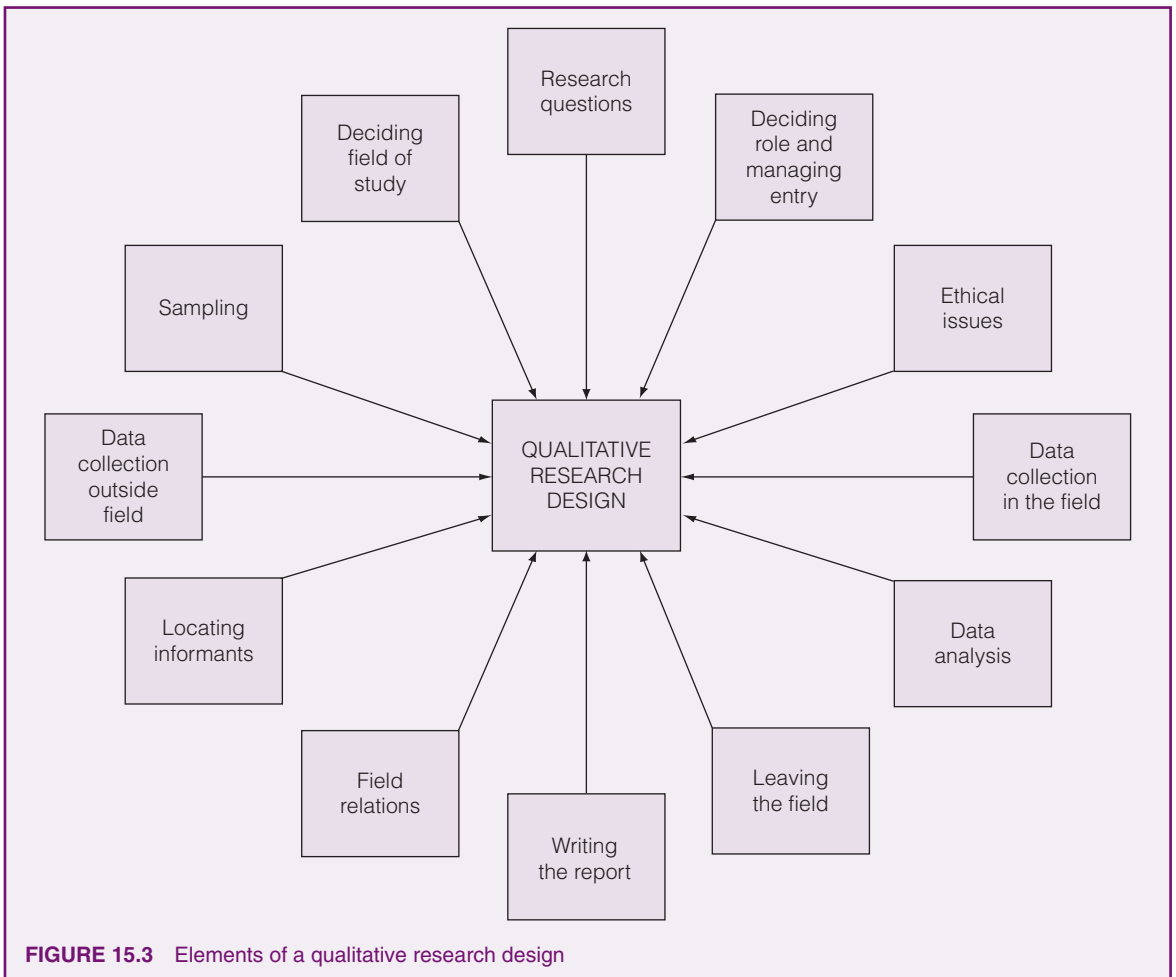 Research
questions
Deciding
role and
managing
entry
Deciding
field of
study
Ethical
issues
Sampling
QUALITATIVE
RESEARCH
DESIGN
Data
collection
outside
field
Data
collection
in the field
Locating
informants
Data
analysis
Field
relations
Leaving
the field
Writing
the report
FIGURE 15.3 Elements of a qualitative research design